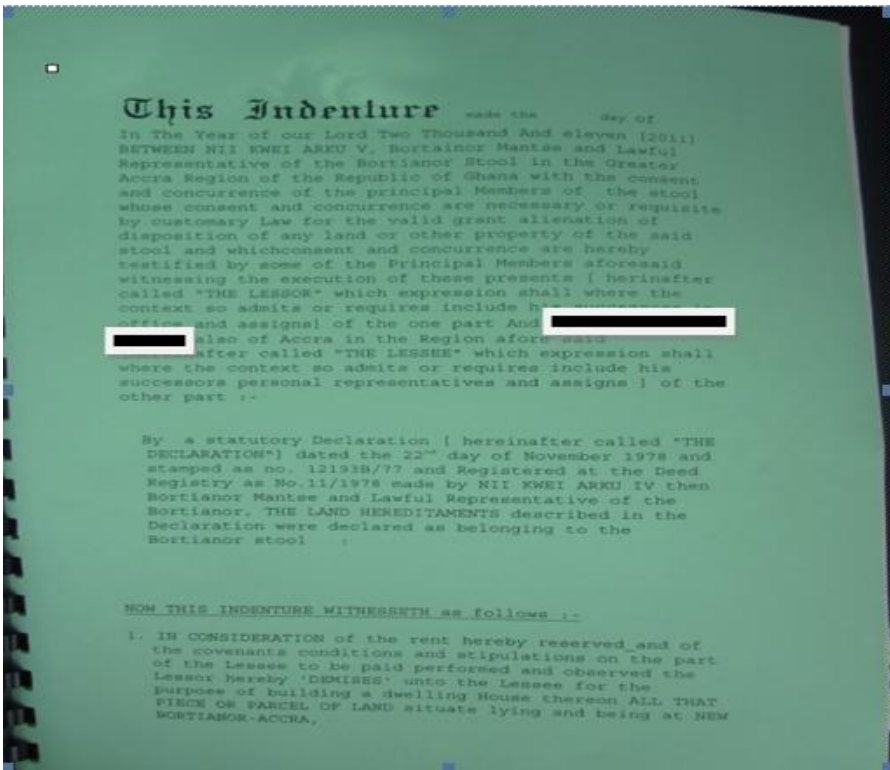 This Indenture made the day of
In The Year of our Lord Two Thousand And eleven [2011]
BETWEEN NII KWEI ARKU V, Bortainor Mantse and Lawful
Representative of the Bortianor Stool in the Greater
Accra Region of the Republic of Ghana with the consent
and concurrence of the principal Members of the stool
whose consent and concurrence are necessary or requisite
by customary Law for the valid grant alienation of
disposition of any land or other property of the said
stool and whichconsent and concurrence are hereby
testified by some of the Principal Members aforesaid
witnessing the execution of these presents [ herinafter
called "THE LESSOR" which expression shall where the
context so admits or requires include his
office and assigns] of the one part And
also of Accra in the Region afore said
after called "THE LESSEE" which expression shall
where the context so admits or requires include his
successors personal representatives and assigns ] of the
other part :-
By a statutory Declaration [ hereinafter called "THE
DECLARATION"] dated the 22nd day of November 1978 and
stamped as no. 12193B/77 and Registered at the Deed
Registry as No.11/1978 made by NII KWEI ARKU IV then
Bortianor Mantse and Lawful Representative of the
Bortianor, THE LAND HEREDITAMENTS described in the
Declaration were declared as belonging to the
Bortianor stool :
NOW THIS INDENTURE WITNESSETH as follows :-
1. IN CONSIDERATION of the rent hereby reserved and of
the covenants conditions and stipulations on the part
of the Lessee to be paid performed and observed the
Lessor hereby 'DEMISES' unto the Lessee for the
purpose of building a dwelling House thereon ALL THAT
PIECE OR PARCEL OF LAND situate lying and being at NEW
BORTIANOR-ACCRA,